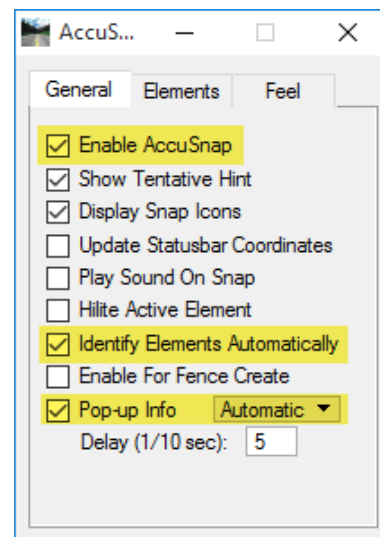 AccuS...
General Elements Feel
Enable AccuSnap
Show Tentative Hint
Display Snap Icons
Update Statusbar Coordinates
Play Sound On Snap
Hilite Active Element
Identify Elements Automatically
Enable For Fence Create
Pop-up Info Automatic
Delay (1/10 sec): 5